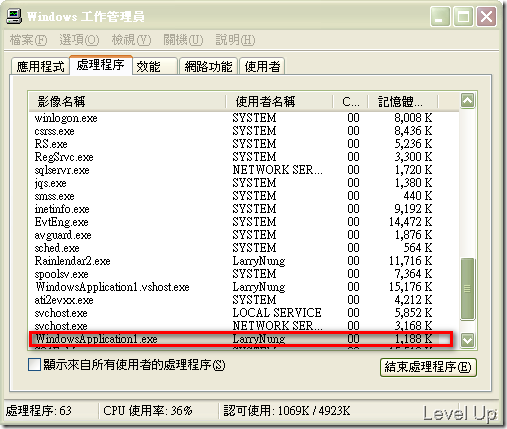 Windows 工作管理員
檔案(F) 選項(O) 檢視(V) 關機(U) 說明(H)
應用程式 處理程序 效能 網路功能 使用者
影像名稱 使用者名稱 C... 記憶體...
winlogon.exe SYSTEM 00 8,008 K
csrss.exe SYSTEM 00 8,436 K
RS.exe SYSTEM 00 5,236 K
RegSrvc.exe SYSTEM 00 3,300 K
sqlservr.exe NETWORK SER... 00 1,720 K
jqs.exe SYSTEM 00 1,380 K
smss.exe SYSTEM 00 440 K
inetinfo.exe SYSTEM 00 9,192 K
EvtEng.exe SYSTEM 00 14,472 K
avguard.exe SYSTEM 00 1,876 K
sched.exe SYSTEM 00 564 K
Rainlendar2.exe LarryNung 00 11,716 K
spoolsv.exe SYSTEM 00 7,364 K
WindowsApplication1.vshost.exe LarryNung 00 15,176 K
ati2evxx.exe SYSTEM 00 4,212 K
svchost.exe LOCAL SERVICE 00 5,852 K
svchost.exe NETWORK SER... 00 3,168 K
WindowsApplication1.exe LarryNung 00 1,188 K
顯示來自所有使用者的處理程序(S) 結束處理程序(E)
處理程序: 63 CPU 使用率: 36% 認可使用: 1069K / 4923K
Level Up